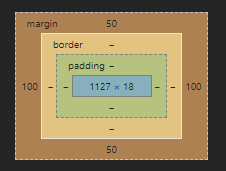 margin 50
border –
padding –
100 – – 1127 × 18 – – 100
–
–
50